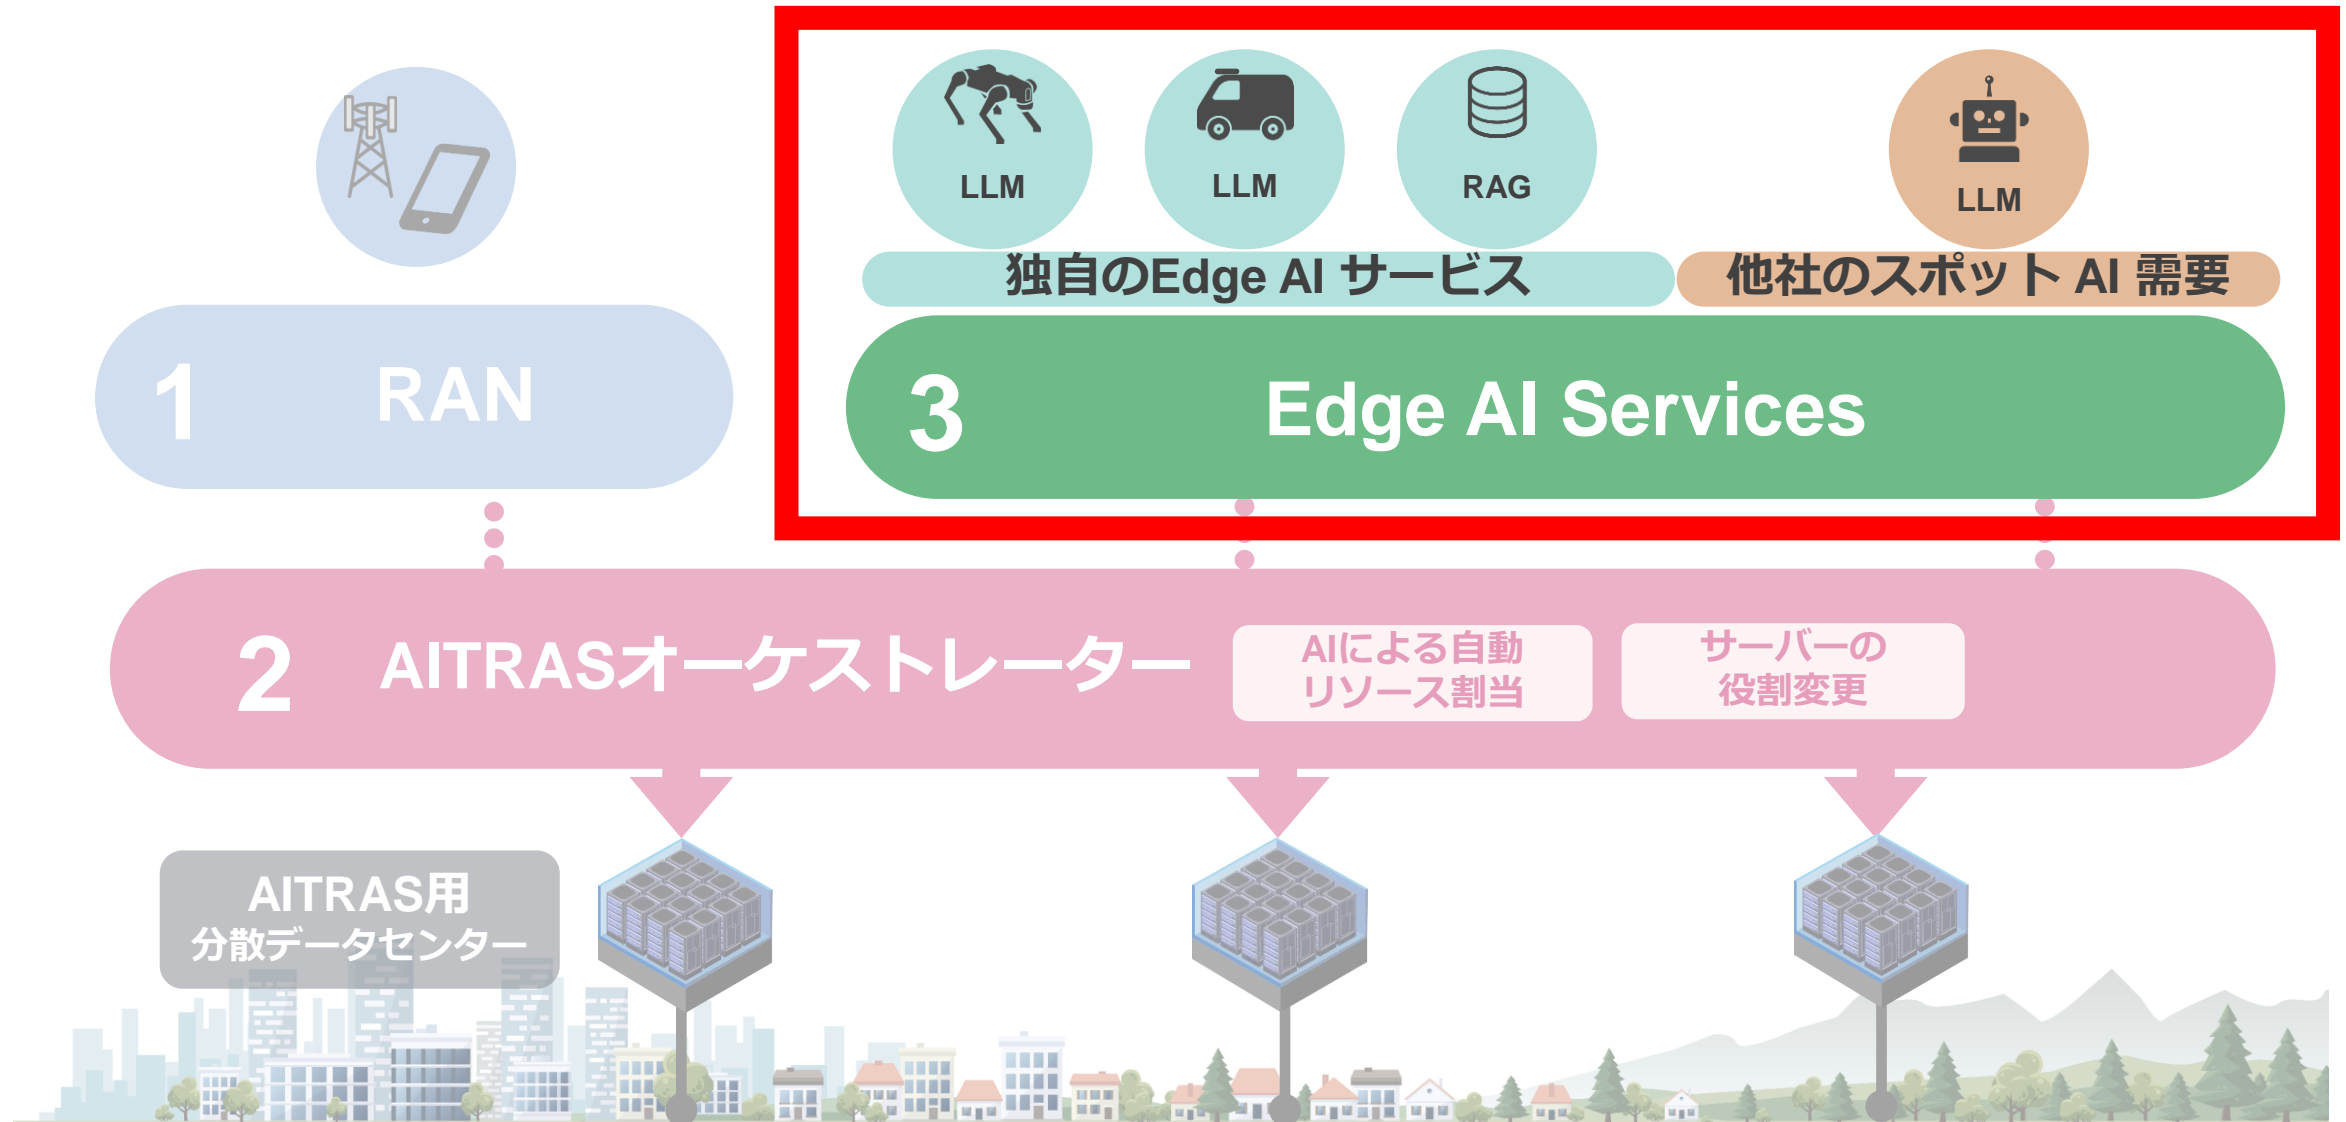 LLM
LLM
RAG
LLM
独自のEdge AI サービス
他社のスポット AI 需要
1 RAN
3 Edge AI Services
2 AITRASオーケストレーター
AIによる自動
リソース割当
サーバーの
役割変更
AITRAS用
分散データセンター